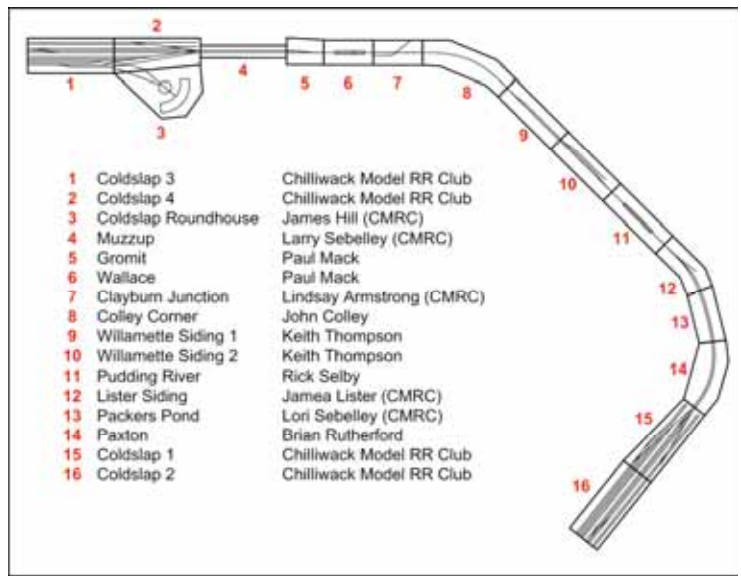 2
1
3
4
5
6
7
8
9
10
11
12
13
14
15
16
1 Coldslap 3 Chilliwack Model RR Club
2 Coldslap 4 Chilliwack Model RR Club
3 Coldslap Roundhouse James Hill (CMRC)
4 Muzzup Larry Sebelley (CMRC)
5 Gromit Paul Mack
6 Wallace Paul Mack
7 Clayburn Junction Lindsay Armstrong (CMRC)
8 Colley Corner John Colley
9 Willamette Siding 1 Keith Thompson
10 Willamette Siding 2 Keith Thompson
11 Pudding River Rick Selby
12 Lister Siding Jamea Lister (CMRC)
13 Packers Pond Lori Sebelley (CMRC)
14 Paxton Brian Rutherford
15 Coldslap 1 Chilliwack Model RR Club
16 Coldslap 2 Chilliwack Model RR Club